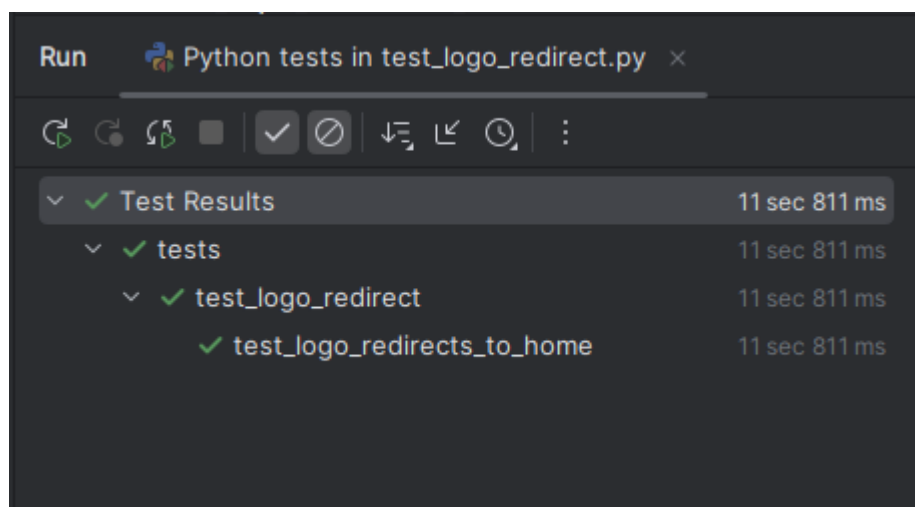 Run Python tests in test_logo_redirect.py
Test Results 11 sec 811 ms
tests 11 sec 811 ms
test_logo_redirect 11 sec 811 ms
test_logo_redirects_to_home 11 sec 811 ms